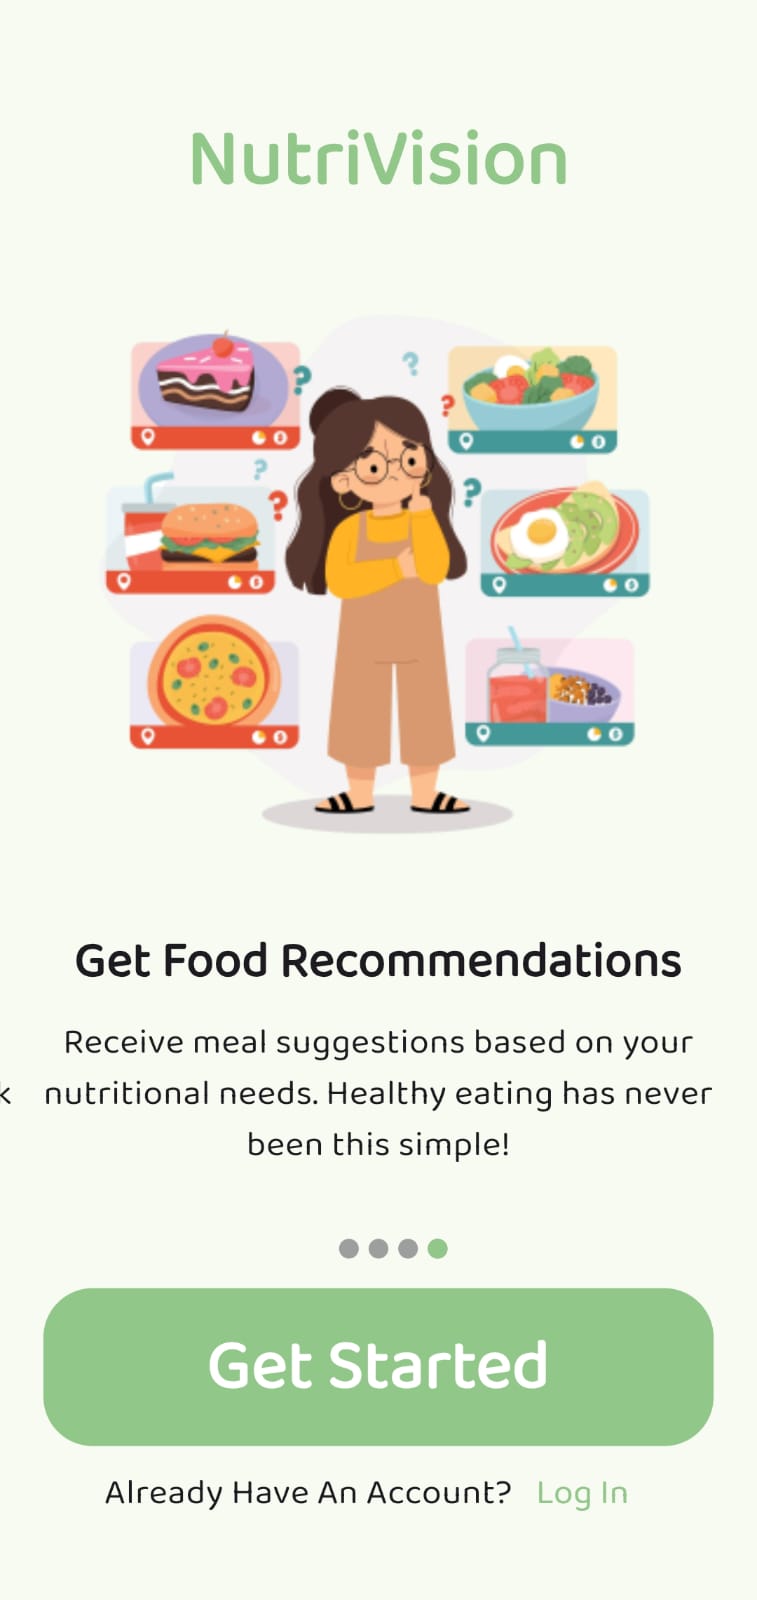 NutriVision
?
?
?
?
?
?
Get Food Recommendations
Receive meal suggestions based on your
k nutritional needs. Healthy eating has never
been this simple!
Get Started
Already Have An Account? Log In